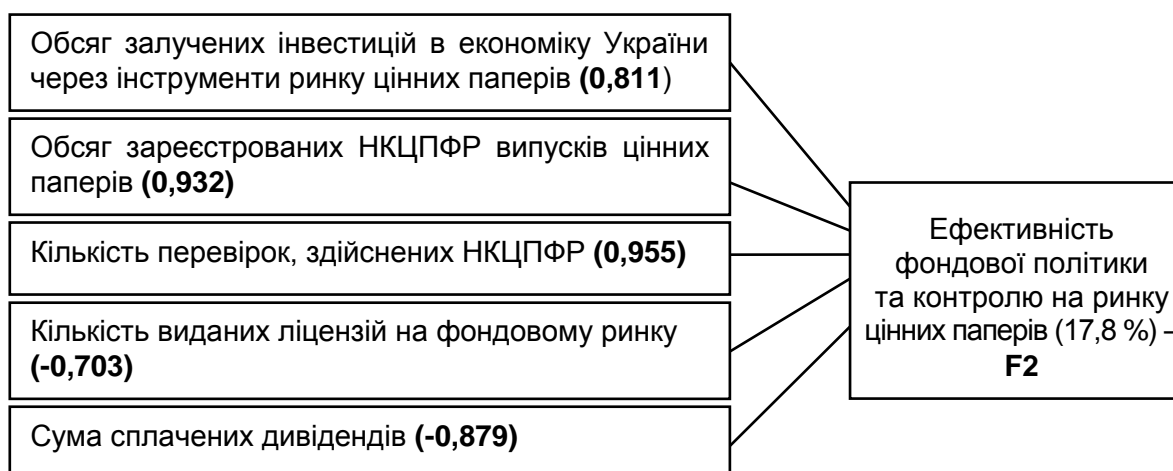 Обсяг залучених інвестицій в економіку України
через інструменти ринку цінних паперів (0,811)
Обсяг зареєстрованих НКЦПФР випусків цінних
паперів (0,932)
Кількість перевірок, здійснених НКЦПФР (0,955)
Кількість виданих ліцензій на фондовому ринку
(-0,703)
Сума сплачених дивідендів (-0,879)
Ефективність
фондової політики
та контролю на ринку
цінних паперів (17,8 %) –
F2